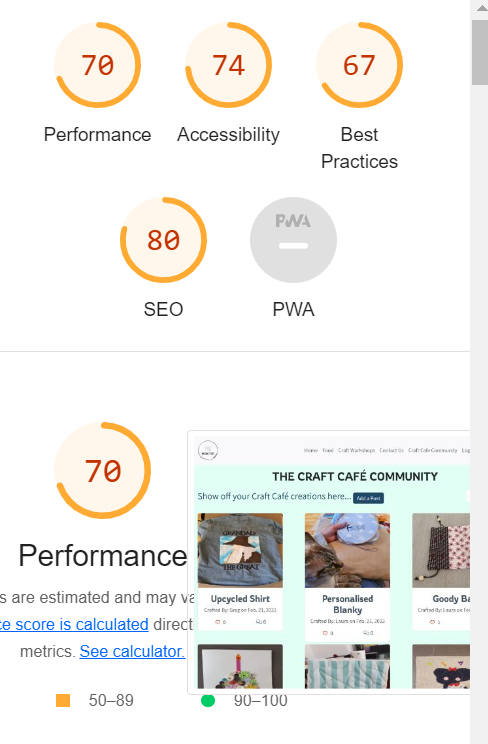 70
74
67
Performance
Accessibility
Best
Practices
80
PWA
SEO
PWA
70
Home Food Craft Workshops Contact Us Craft Café Community
THE CRAFT CAFÉ COMMUNITY
Show off your Craft Café creations here... Add a Post
GRANDAD
THE GREAT
Performance
Upcycled Shirt
Personalised
Blanky
Goody Ba
Crafted By: Greg on Feb. 21, 2022
Crafted By: Laura on Feb. 21, 2022
Crafted By: Laura on Feb.
0 0
0 0
1
s are estimated and may va
ce score is calculated direct
metrics. See calculator.
50–89
90–100